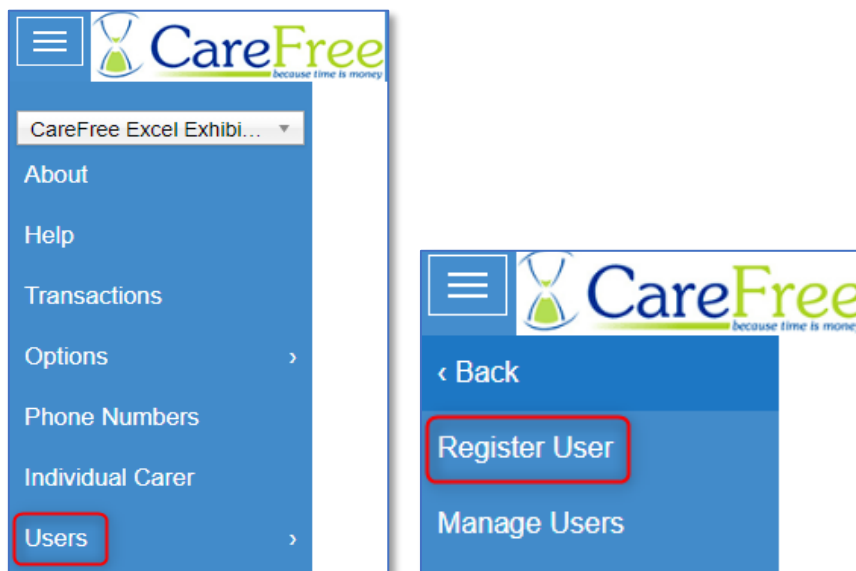 CareFree
because time is money
CareFree Excel Exhibi...
About
Help
Transactions
Options ›
Phone Numbers
Individual Carer
Users ›
CareFree
because time is money
‹ Back
Register User
Manage Users